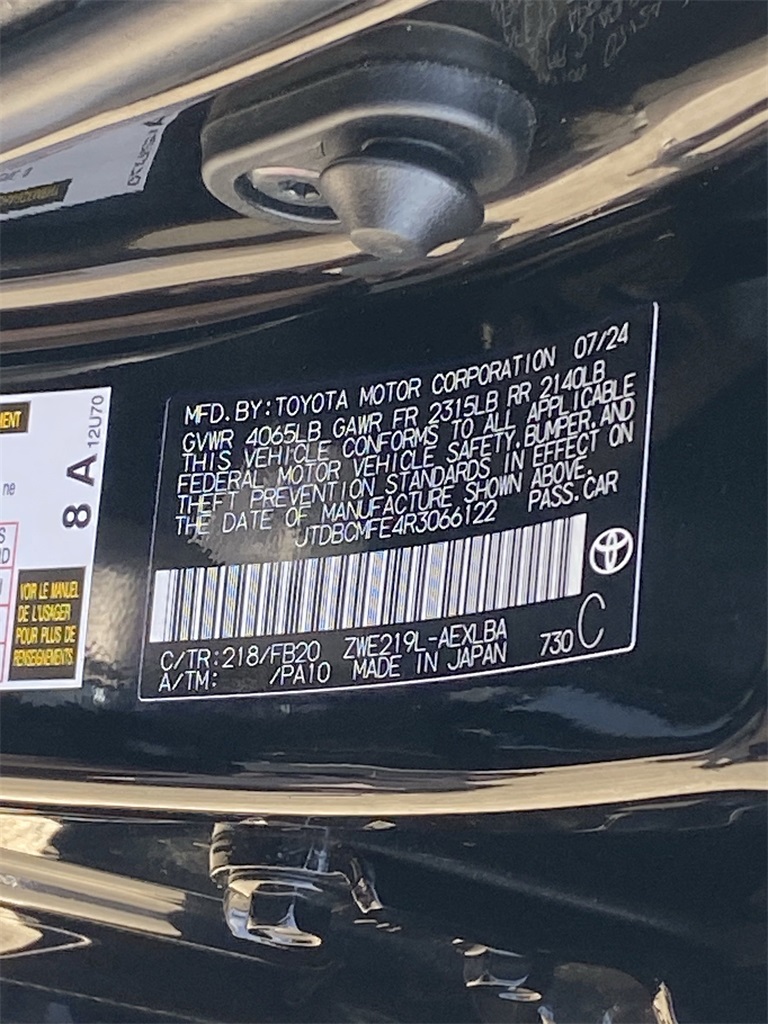 MFD. BY: TOYOTA MOTOR CORPORATION 07/24
GVWR 4065LB GAWR FR 2315LB RR 2140LB
THIS VEHICLE CONFORMS TO ALL APPLICABLE
FEDERAL MOTOR VEHICLE SAFETY, BUMPER, AND
THEFT PREVENTION STANDARDS IN EFFECT ON
THE DATE OF MANUFACTURE SHOWN ABOVE.
JTDBCMFE4R3066122 PASS. CAR
C/TR: 218/FB20 ZWE219L-AEXLBA
A/TM: /PA10 MADE IN JAPAN 730 C
8 A 12U70
ne
VOIR LE MANUEL
DE L'USAGER
POUR PLUS DE
RENSEIGNEMENTS.